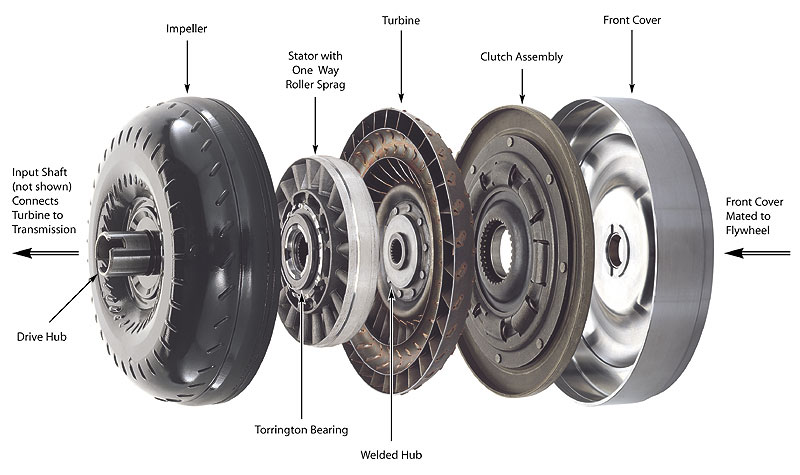 Impeller
Stator with
One Way
Roller Sprag
Turbine
Clutch Assembly
Front Cover
Input Shaft
(not shown)
Connects
Turbine to
Transmission
Front Cover
Mated to
Flywheel
Drive Hub
Torrington Bearing
Welded Hub